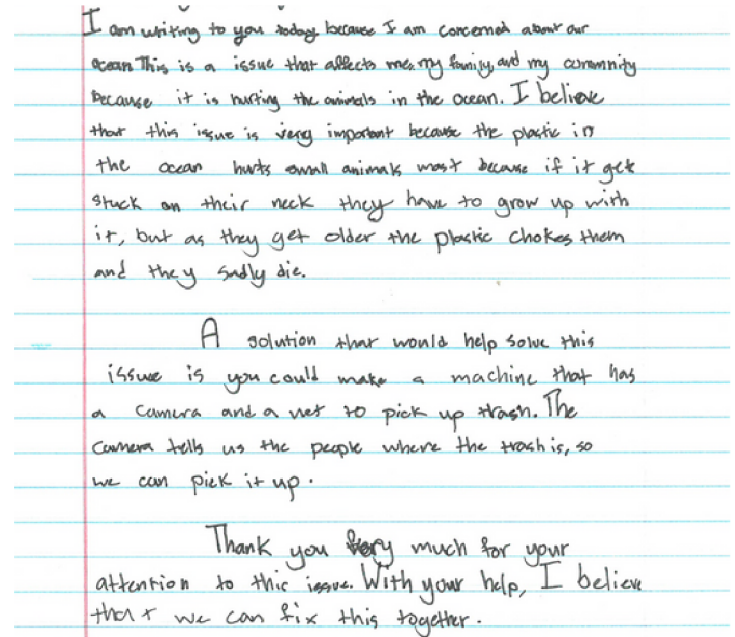 I am writing to you today because I am concerned about our
ocean This is a issue that affects me, my family, and my community
because it is hurting the animals in the ocean. I believe
that this issue is very important because the plastic in
the ocean hurts small animals most because if it get
stuck on their neck they have to grow up with
it, but as they get older the plastic chokes them
and they sadly die.
A solution that would help solve this
issue is you could make a machine that has
a camera and a net to pick up trash. The
camera tells us the people where the trash is, so
we can pick it up.
Thank you very much for your
attention to this issue. With your help, I believe
that we can fix this together.